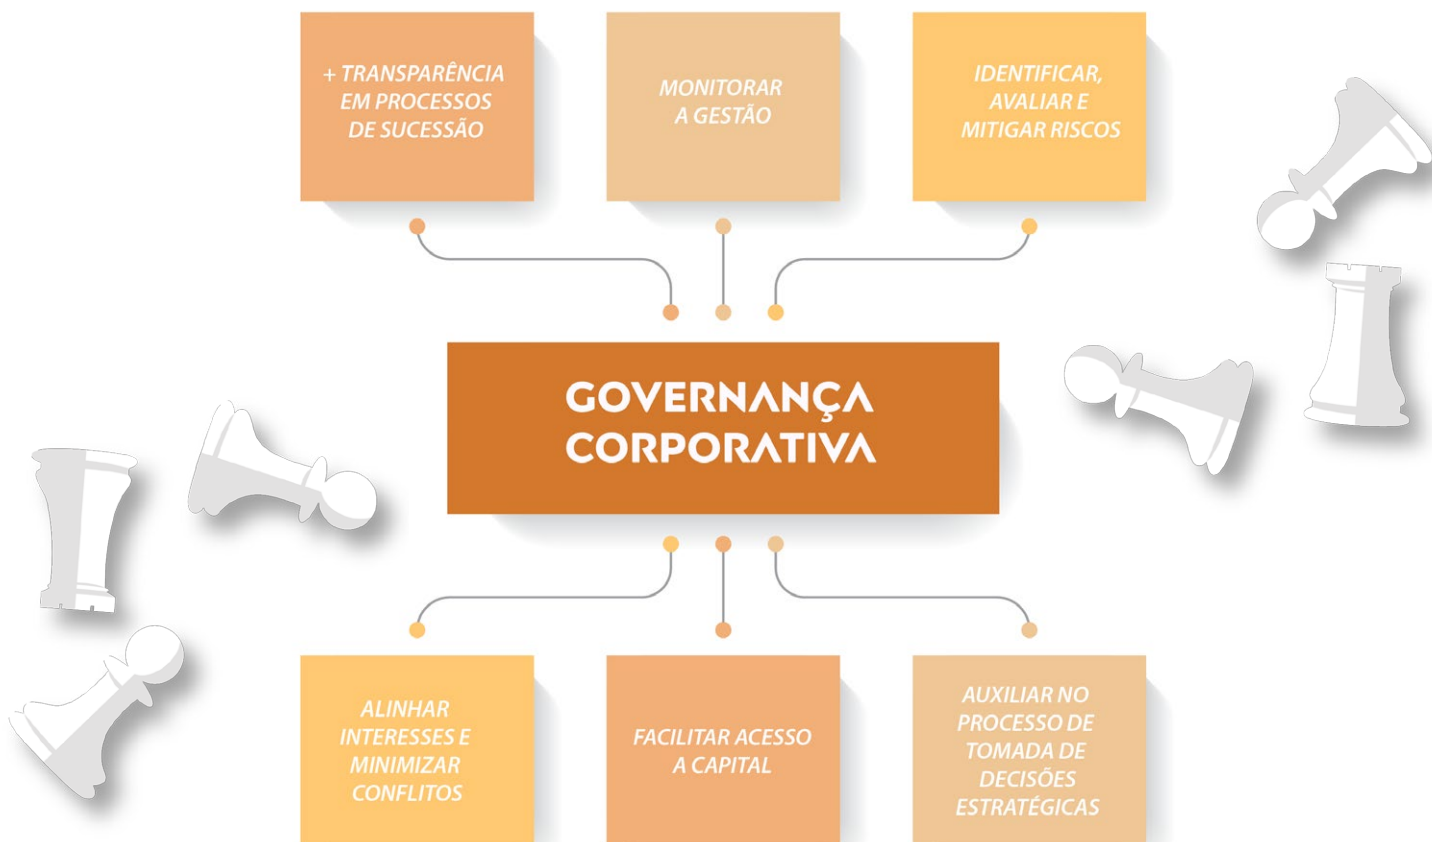 + TRANSPARÊNCIA
EM PROCESSOS
DE SUCESSÃO
MONITORAR
A GESTÃO
IDENTIFICAR,
AVALIAR E
MITIGAR RISCOS
GOVERNANÇA
CORPORATIVA
ALINHAR
INTERESSES E
MINIMIZAR
CONFLITOS
FACILITAR ACESSO
A CAPITAL
AUXILIAR NO
PROCESSO DE
TOMADA DE
DECISÕES
ESTRATÉGICAS